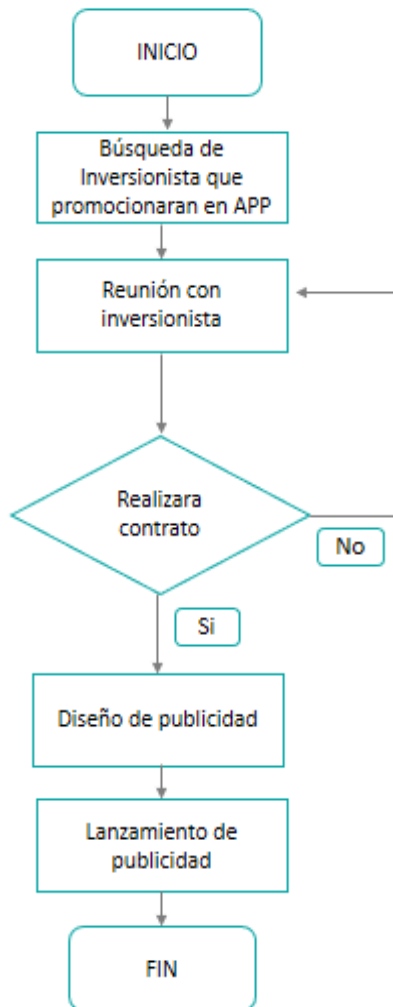 INICIO
Búsqueda de
Inversionista que
promocionaran en APP
Reunión con
inversionista
Realizara
contrato
No
Si
Diseño de publicidad
Lanzamiento de
publicidad
FIN